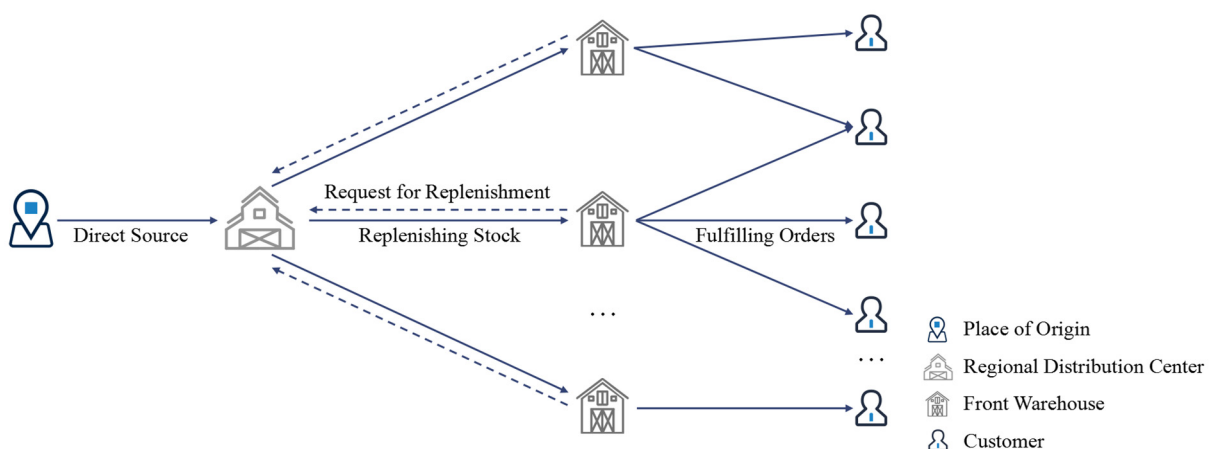 Request for Replenishment
Direct Source
Replenishing Stock
Fulfilling Orders
...
...
Place of Origin
Regional Distribution Center
Front Warehouse
Customer